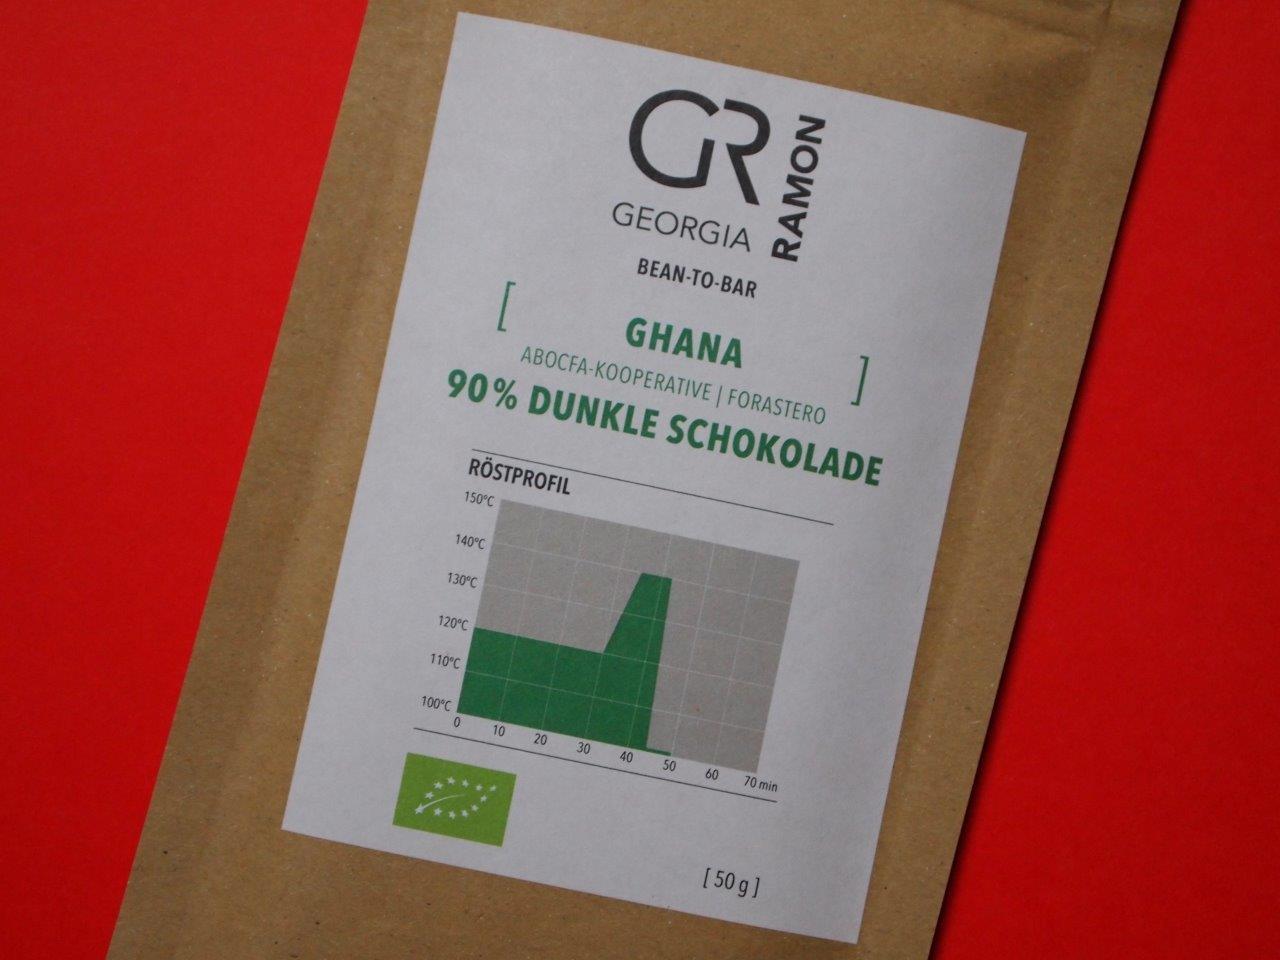 GR
GEORGIA
RAMON
BEAN-TO-BAR
[ GHANA
ABOCFA-KOOPERATIVE | FORASTERO ]
90% DUNKLE SCHOKOLADE
RÖSTPROFIL
150°C
140°C
130°C
120°C
110°C
100°C
0 10 20 30 40 50 60 70 min
[ 50 g ]